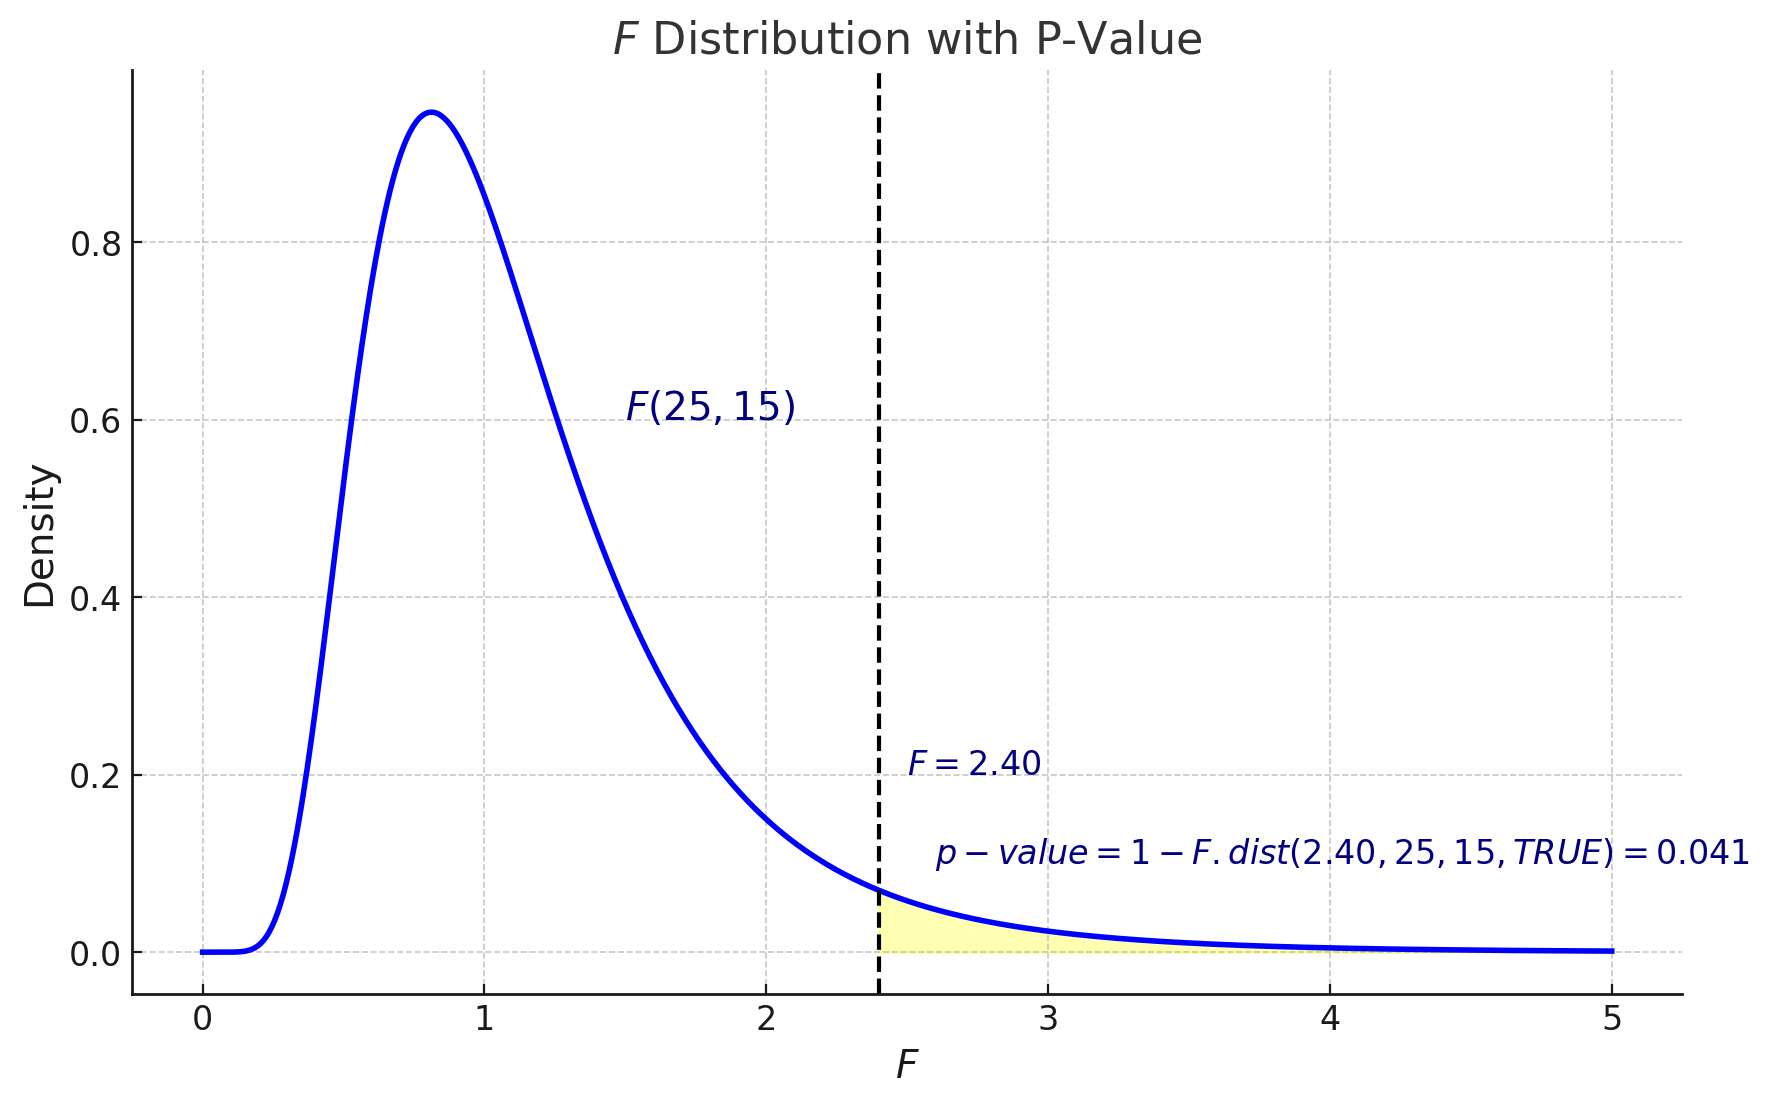 F Distribution with P-Value
Density
0.8
0.6
0.4
0.2
0.0
F(25, 15)
F = 2.40
p − value = 1 − F. dist(2.40, 25, 15, TRUE) = 0.041
0 1 2 3 4 5
F